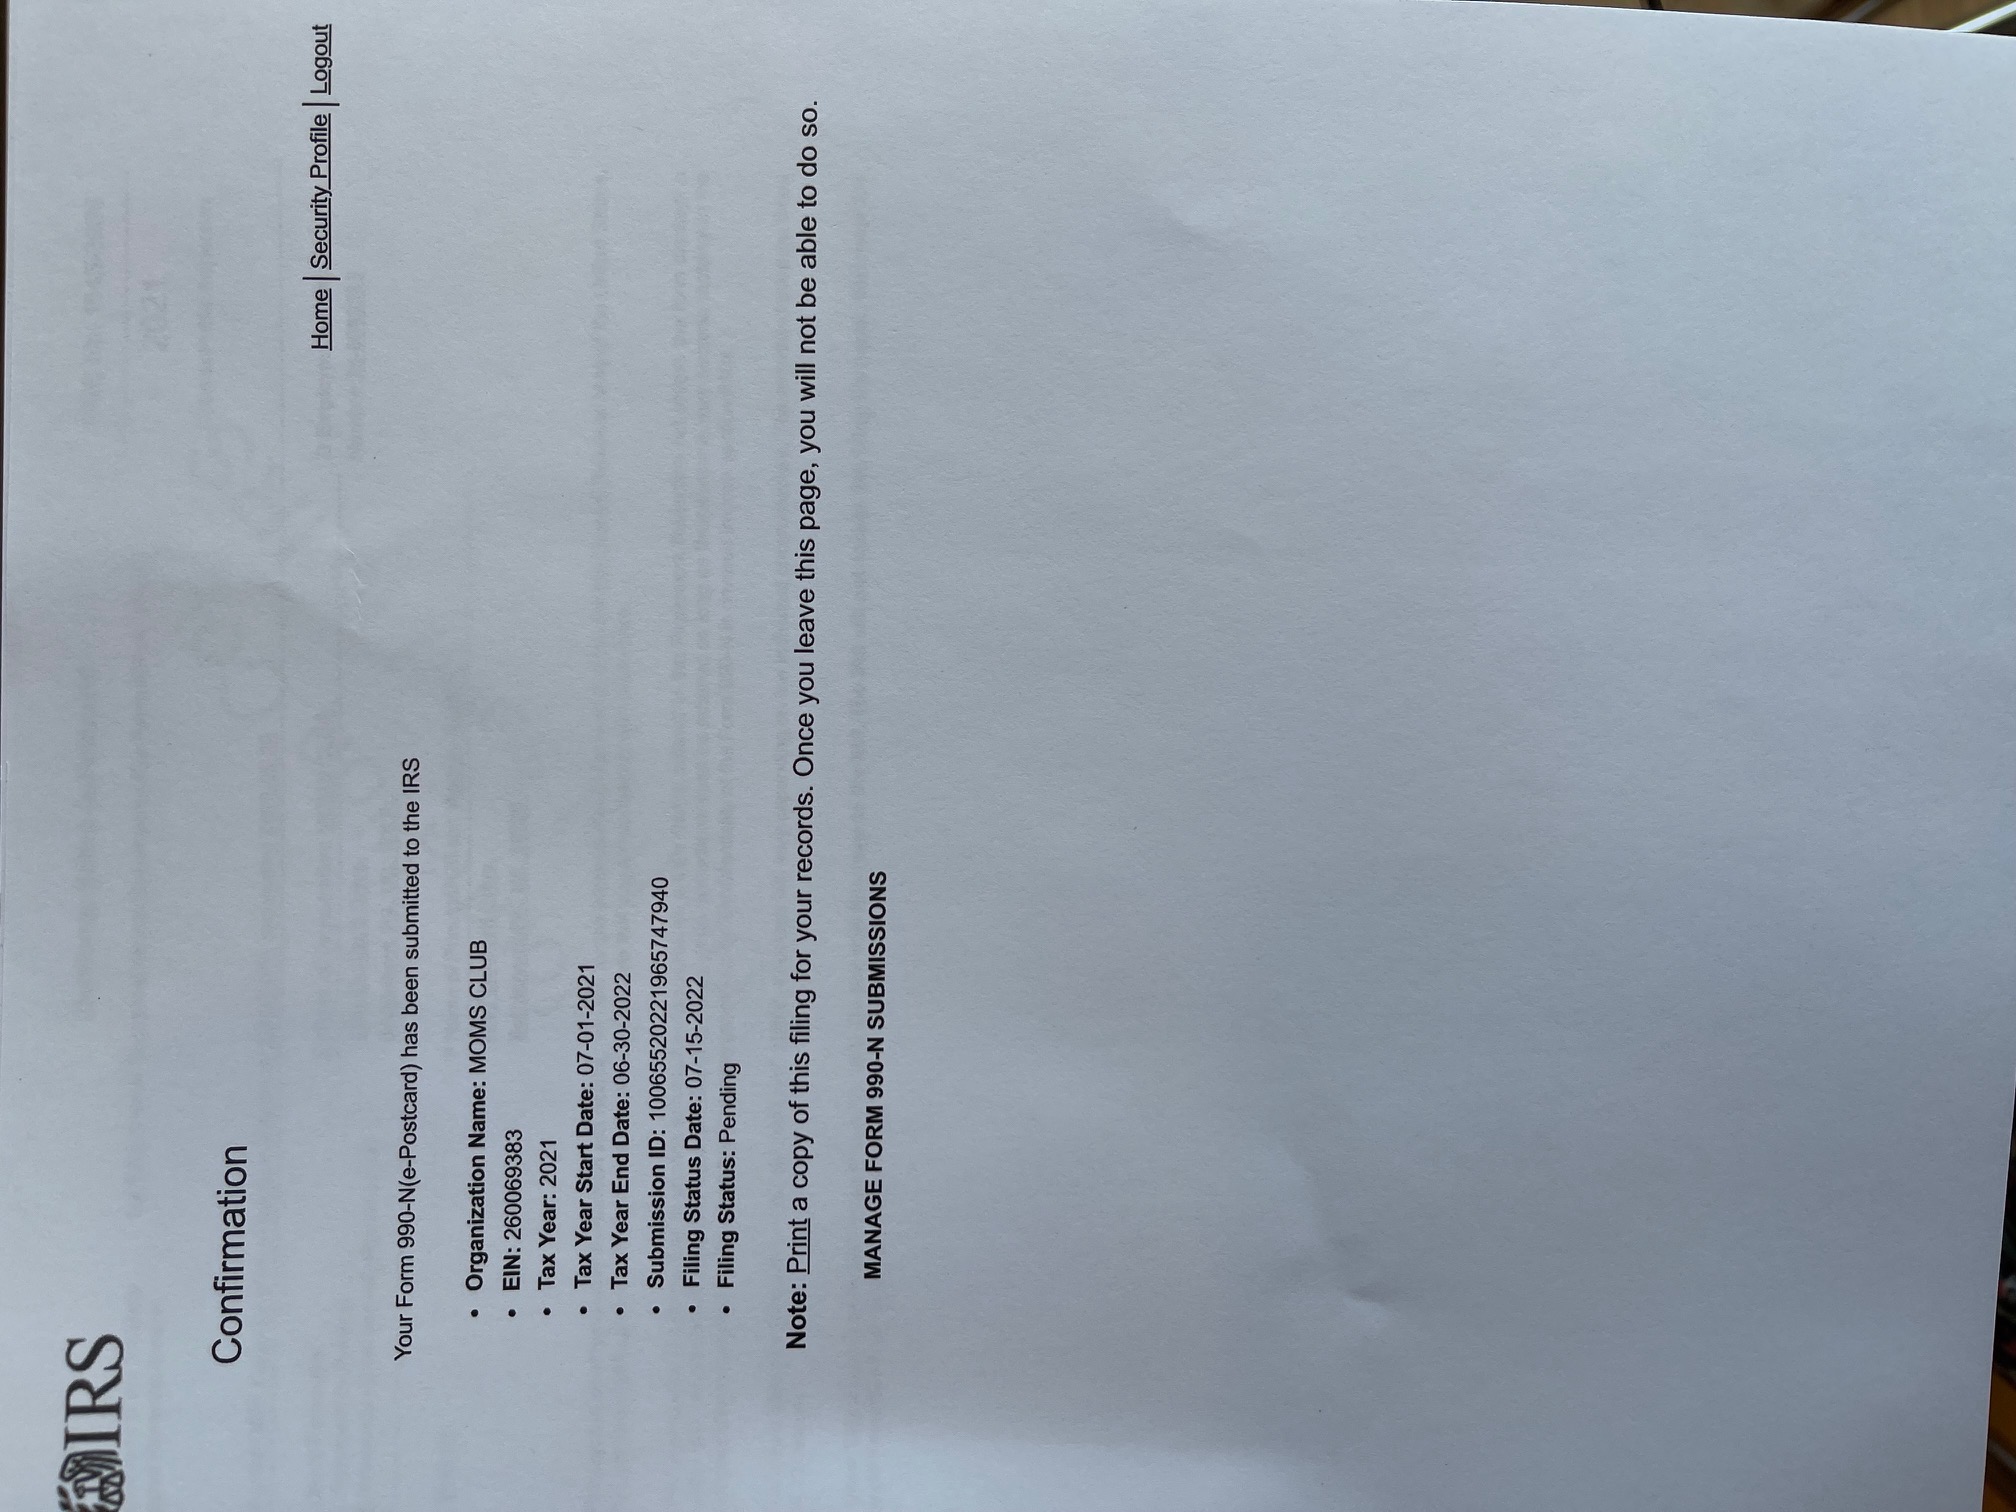 IRS
Confirmation
Home | Security Profile | Logout
Your Form 990-N(e-Postcard) has been submitted to the IRS
• Organization Name: MOMS CLUB
• EIN: 260069383
• Tax Year: 2021
• Tax Year Start Date: 07-01-2021
• Tax Year End Date: 06-30-2022
• Submission ID: 10065520221965747940
• Filing Status Date: 07-15-2022
• Filing Status: Pending
Note: Print a copy of this filing for your records. Once you leave this page, you will not be able to do so.
MANAGE FORM 990-N SUBMISSIONS
2021